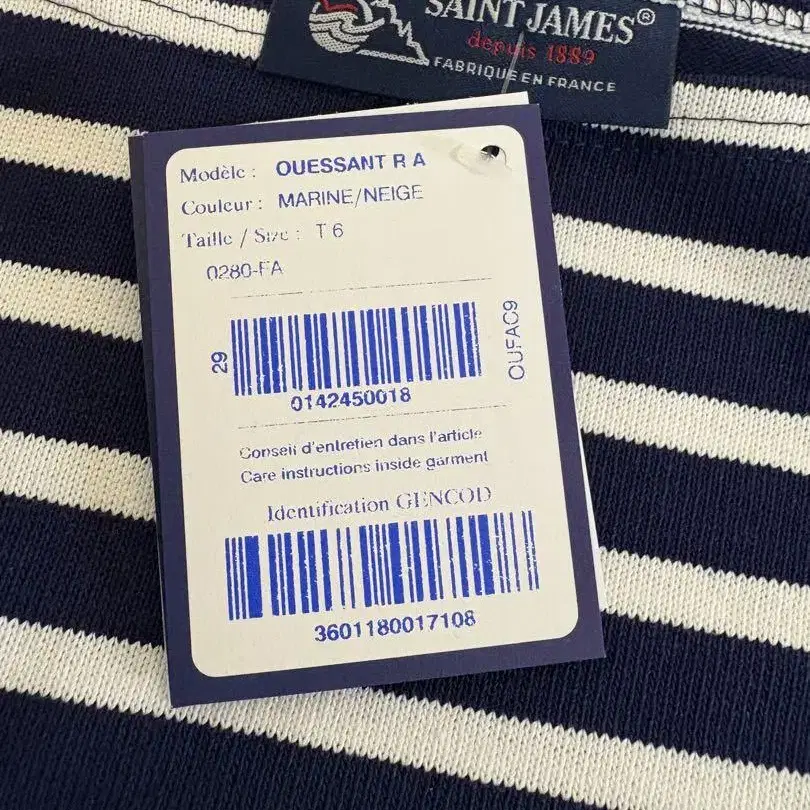 SAINT JAMES®
depuis 1889
FABRIQUE EN FRANCE
Modèle : OUESSANT R A
Couleur : MARINE/NEIGE
Taille / Size : T 6
0280-FA
29
0142450018
OUFAC9
Conseil d'entretien dans l'article
Care instructions inside garment
Identification GENCOD
3601180017108